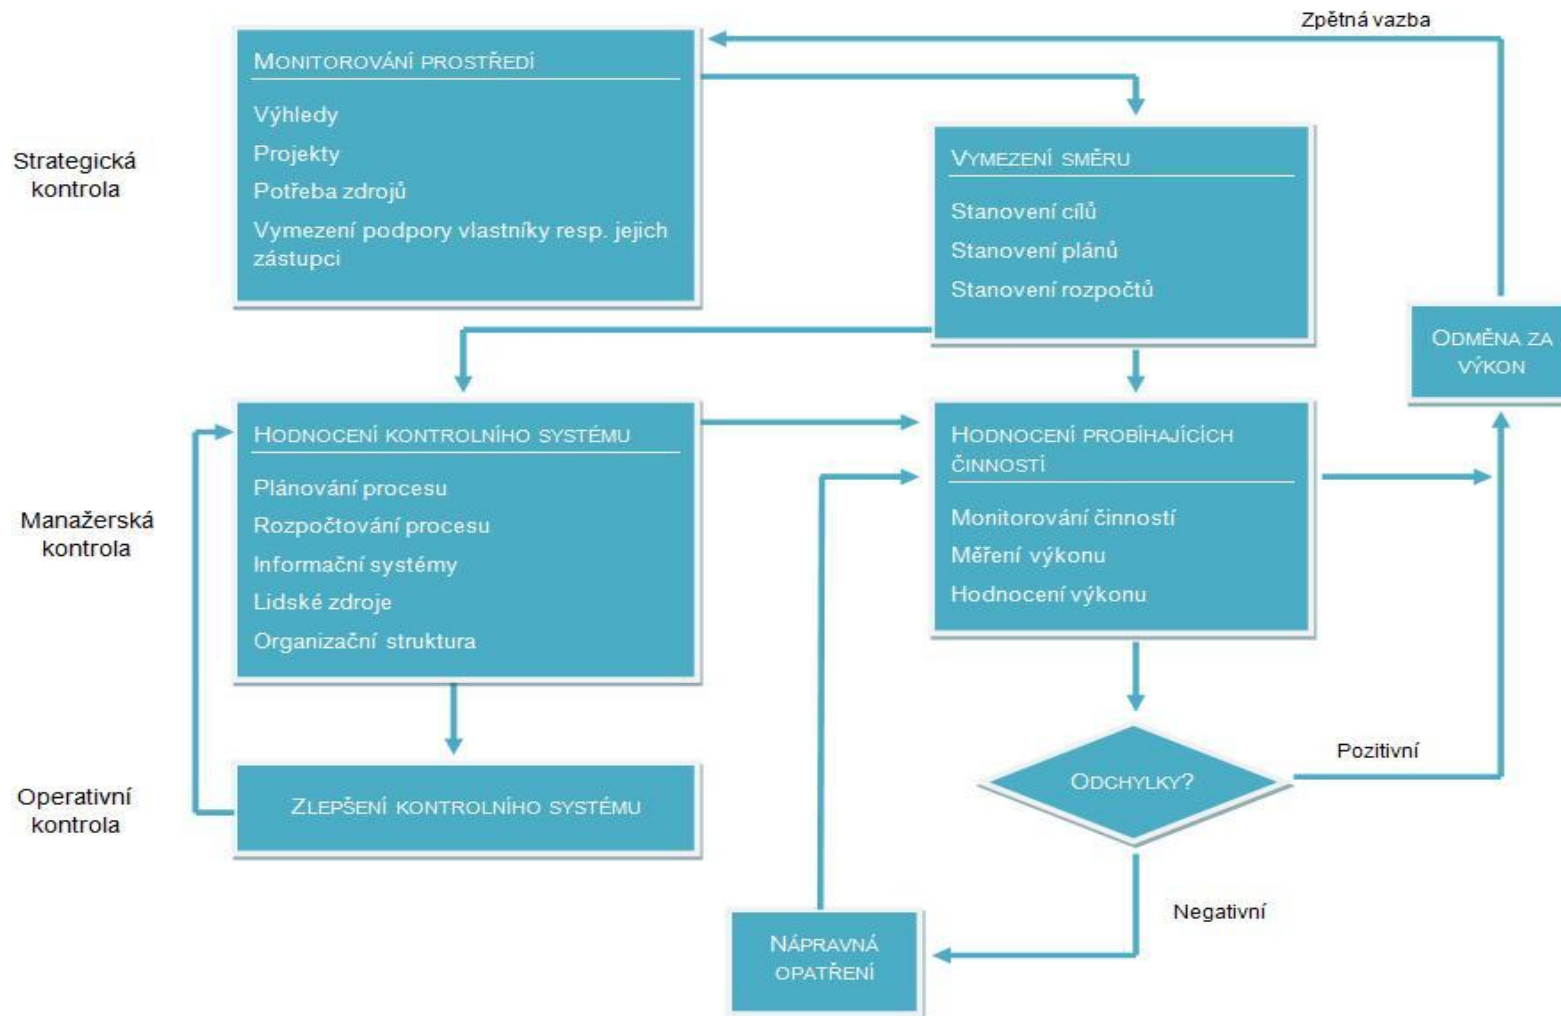 Zpětná vazba
MONITOROVÁNÍ PROSTŘEDÍ
Výhledy
Projekty
Potřeba zdrojů
Vymezení podpory vlastníky resp. jejich
zástupci
Strategická
kontrola
VYMEZENÍ SMĚRU
Stanovení cílů
Stanovení plánů
Stanovení rozpočtů
ODMĚNA ZA
VÝKON
HODNOCENÍ KONTROLNÍHO SYSTÉMU
Plánování procesu
Rozpočtování procesu
Informační systémy
Lidské zdroje
Organizační struktura
Manažerská
kontrola
HODNOCENÍ PROBÍHAJÍCÍCH
ČINNOSTÍ
Monitorování činností
Měření výkonu
Hodnocení výkonu
Operativní
kontrola
ZLEPŠENÍ KONTROLNÍHO SYSTÉMU
ODCHYLKY?
Pozitivní
Negativní
NÁPRAVNÁ
OPATŘENÍ